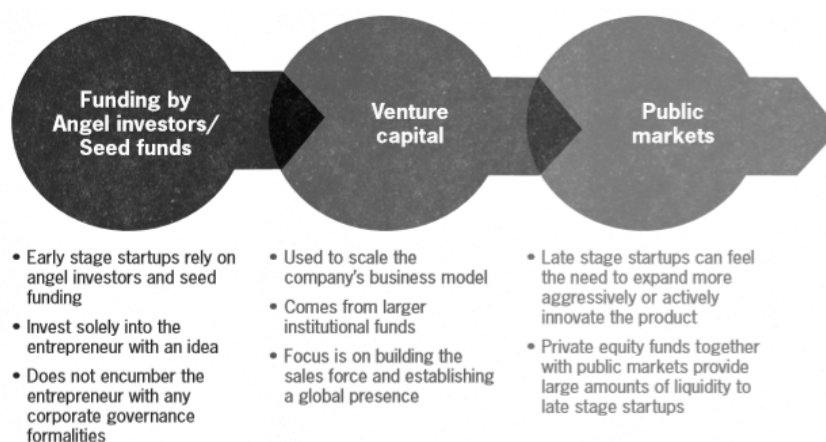 Funding by
Angel investors/
Seed funds
Venture
capital
Public
markets
• Early stage startups rely on
angel investors and seed
funding
• Invest solely into the
entrepreneur with an idea
• Does not encumber the
entrepreneur with any
corporate governance
formalities
• Used to scale the
company's business model
• Comes from larger
institutional funds
• Focus is on building the
sales force and establishing
a global presence
• Late stage startups can feel
the need to expand more
aggressively or actively
innovate the product
• Private equity funds together
with public markets provide
large amounts of liquidity to
late stage startups